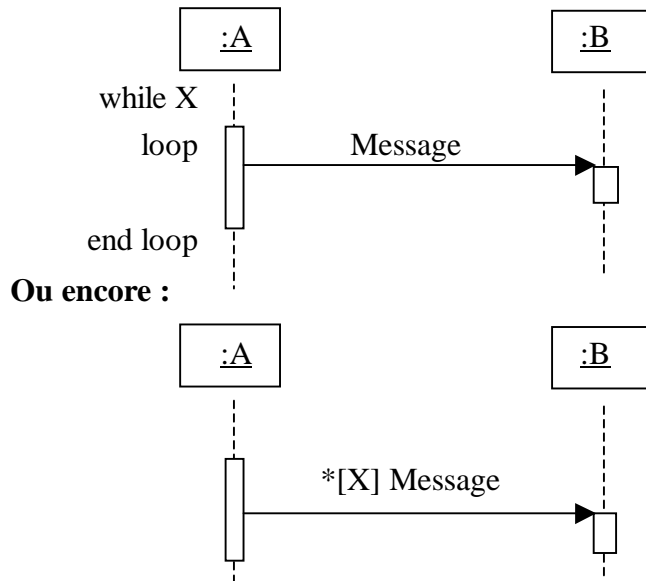 :A :B
while X
loop Message
end loop
Ou encore :
:A :B
*[X] Message